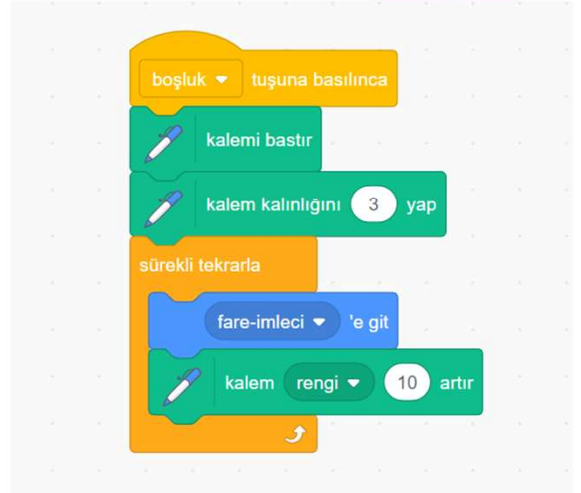 boşluk tuşuna basılınca
kalemi bastır
kalem kalınlığını 3 yap
sürekli tekrarla
fare-imleci 'e git
kalem rengi 10 artır